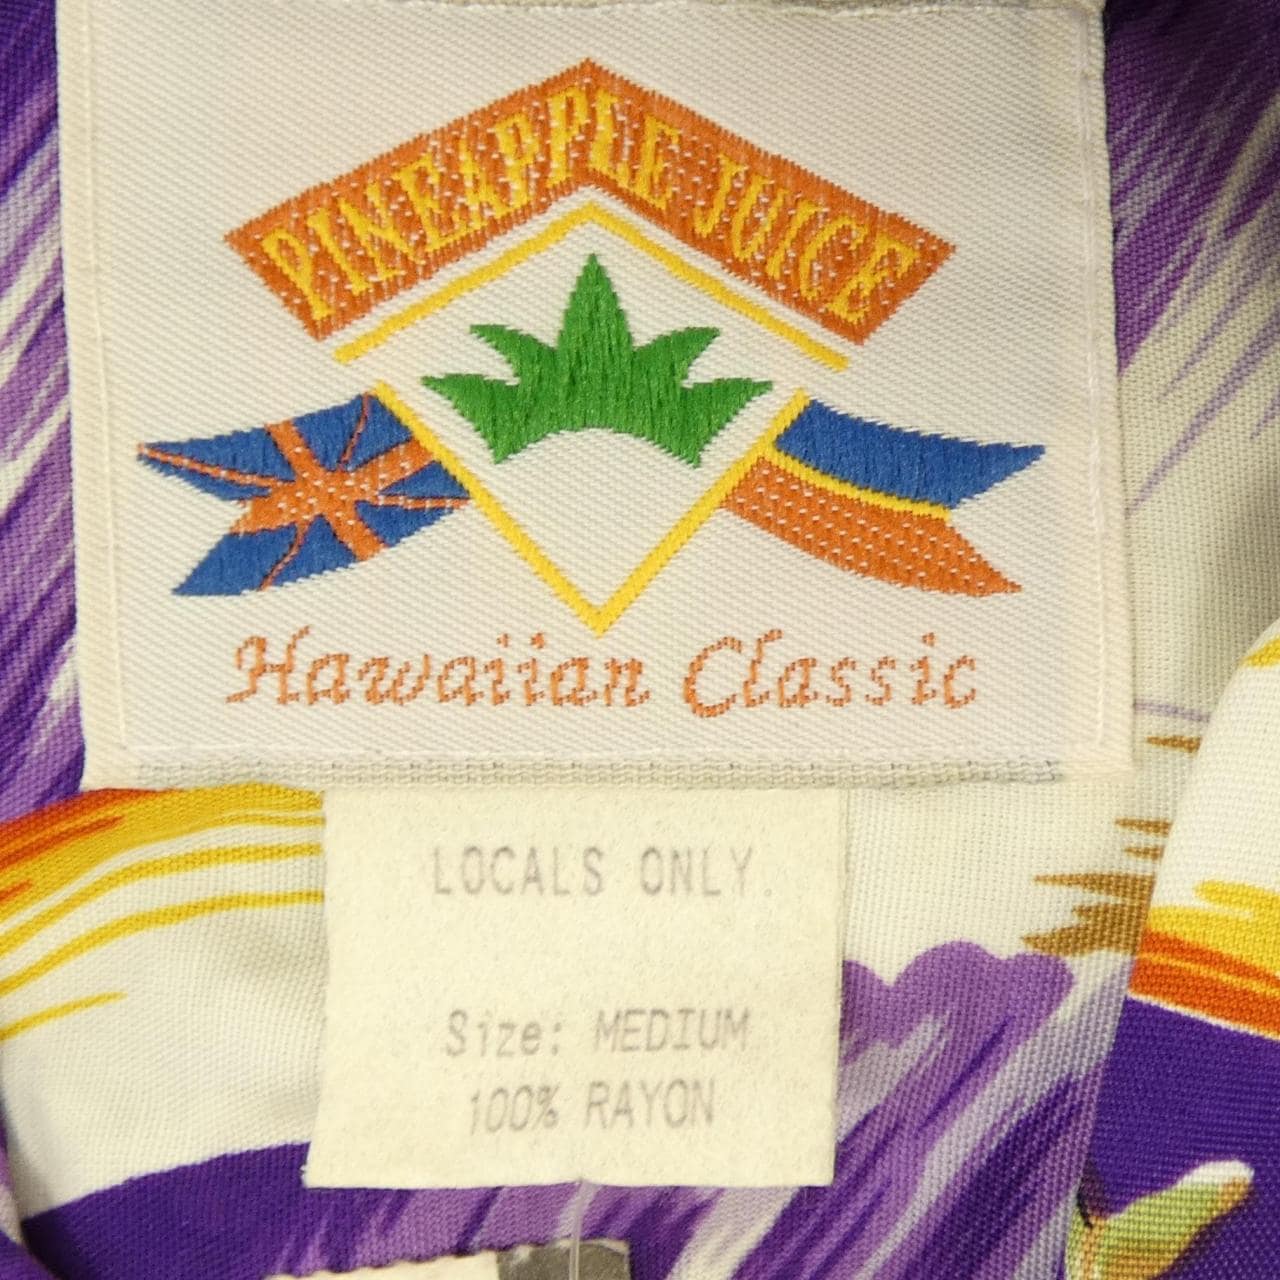 PINEAPPLE JUICE
Hawaiian Classic
LOCALS ONLY.
Size: MEDIUM
100% RAYON